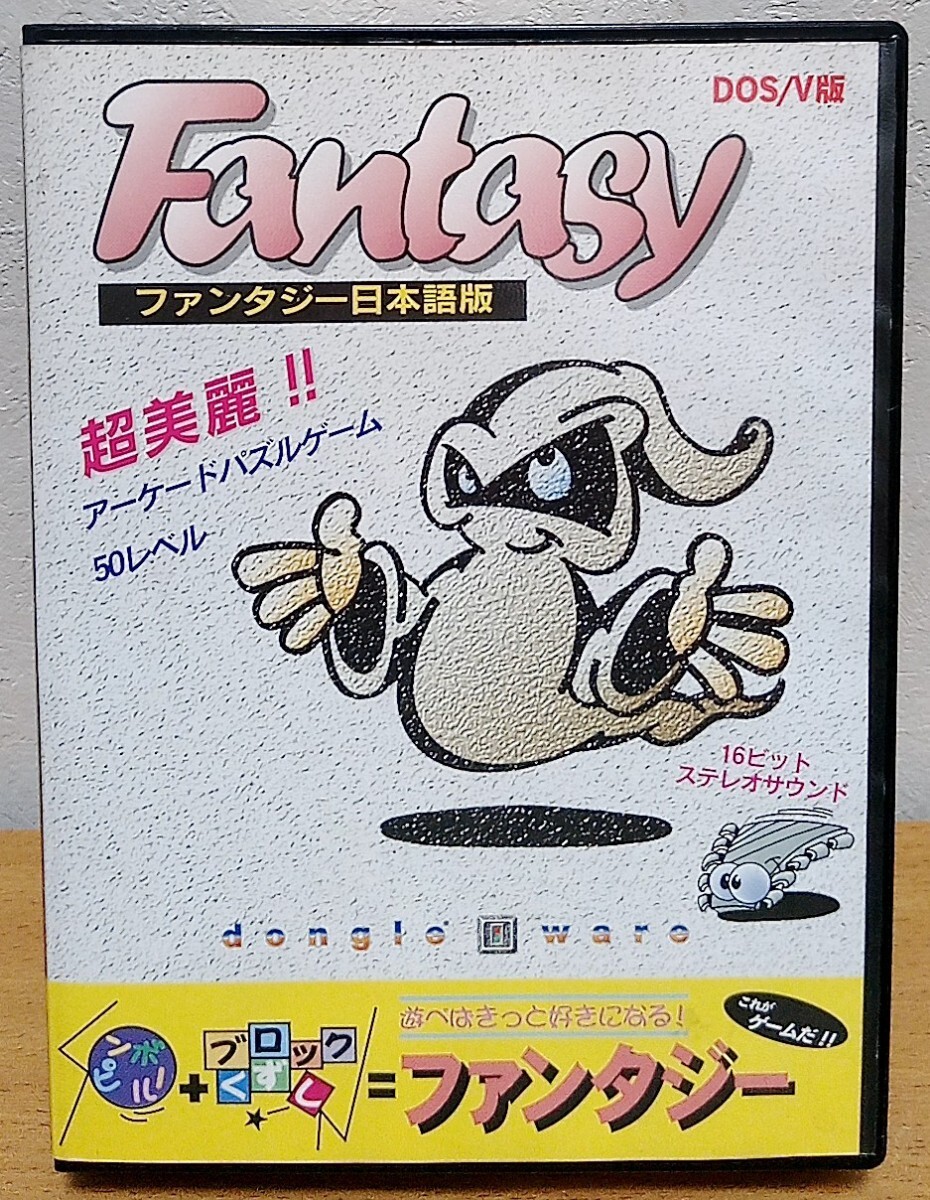 DOS/V版
Fantasy
ファンタジー日本語版
超美麗!!
アーケードパズルゲーム
50レベル
16ビット
ステレオサウンド
dongleware
遊べばきっと好きになる!
これが
ゲームだ!!
ピンボール
+
ブロック
くずし
=
ファンタジー